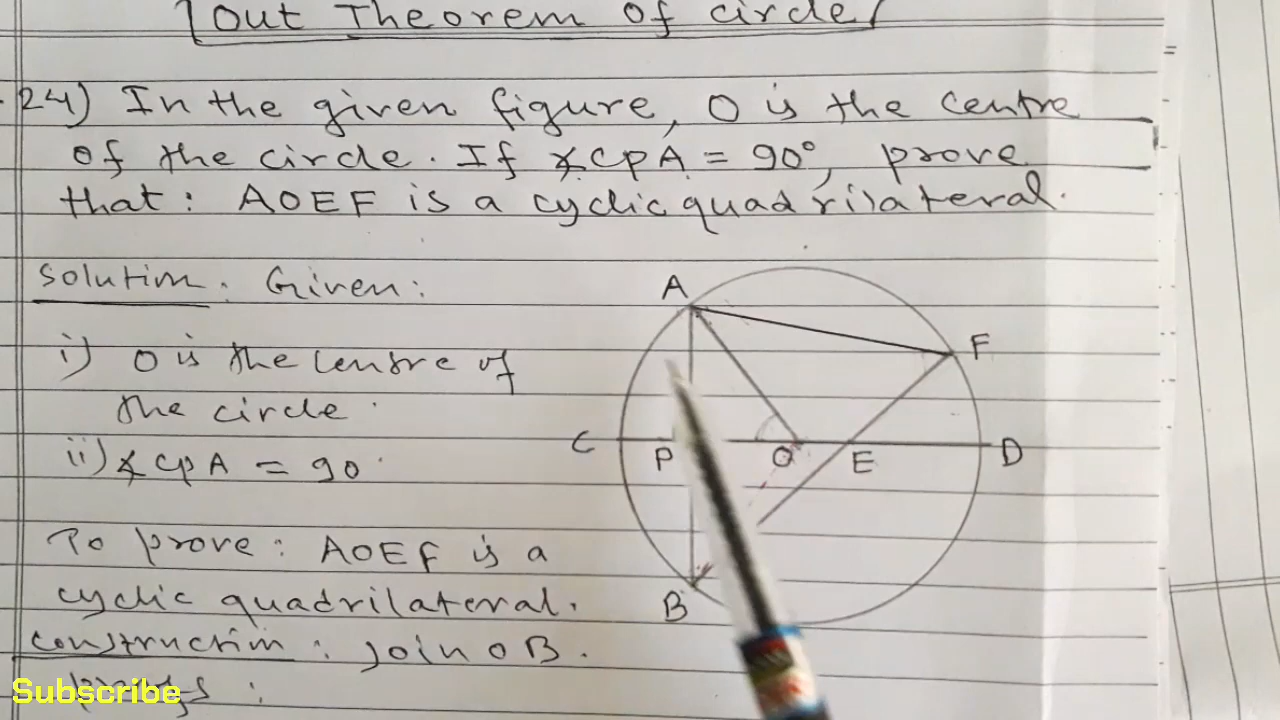 Out Theorem of circle
24) In the given figure, O is the centre
of the circle. If ∡CPA = 90°, prove
that: AOEF is a cyclic quadrilateral.
Solution: Given:
i) O is the centre of
the circle.
ii) ∡CPA = 90°
To prove: AOEF is a
cyclic quadrilateral.
Construction: Join OB.
A
F
C
P
O
E
D
B
Subscribe